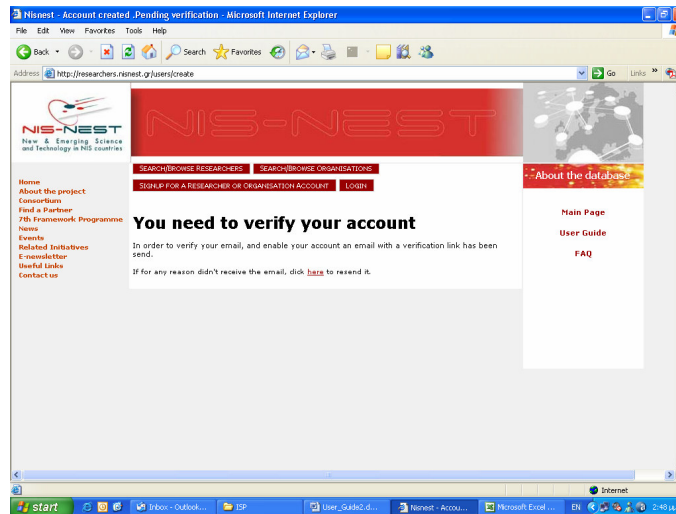 Nisnest - Account created .Pending verification - Microsoft Internet Explorer
File Edit View Favorites Tools Help
Back Search Favorites
Address http://researchers.nisnest.gr/users/create Go Links »
NIS-NEST
New & Emerging Science
and Technology in NIS countries
NIS-NEST
SEARCH/BROWSE RESEARCHERS SEARCH/BROWSE ORGANISATIONS
SIGNUP FOR A RESEARCHER OR ORGANISATION ACCOUNT LOGIN
About the database
Home
About the project
Consortium
Find a Partner
7th Framework Programme
News
Events
Related Initiatives
E-newsletter
Useful Links
Contact us
You need to verify your account
In order to verify your email, and enable your account an email with a verification link has been
send.
If for any reason didn't receive the email, click here to resend it.
Main Page
User Guide
FAQ
Internet
start Inbox - Outlook... ISP User_Guide2.d... Nisnest - Accou... Microsoft Excel ... EN 2:48 μμ